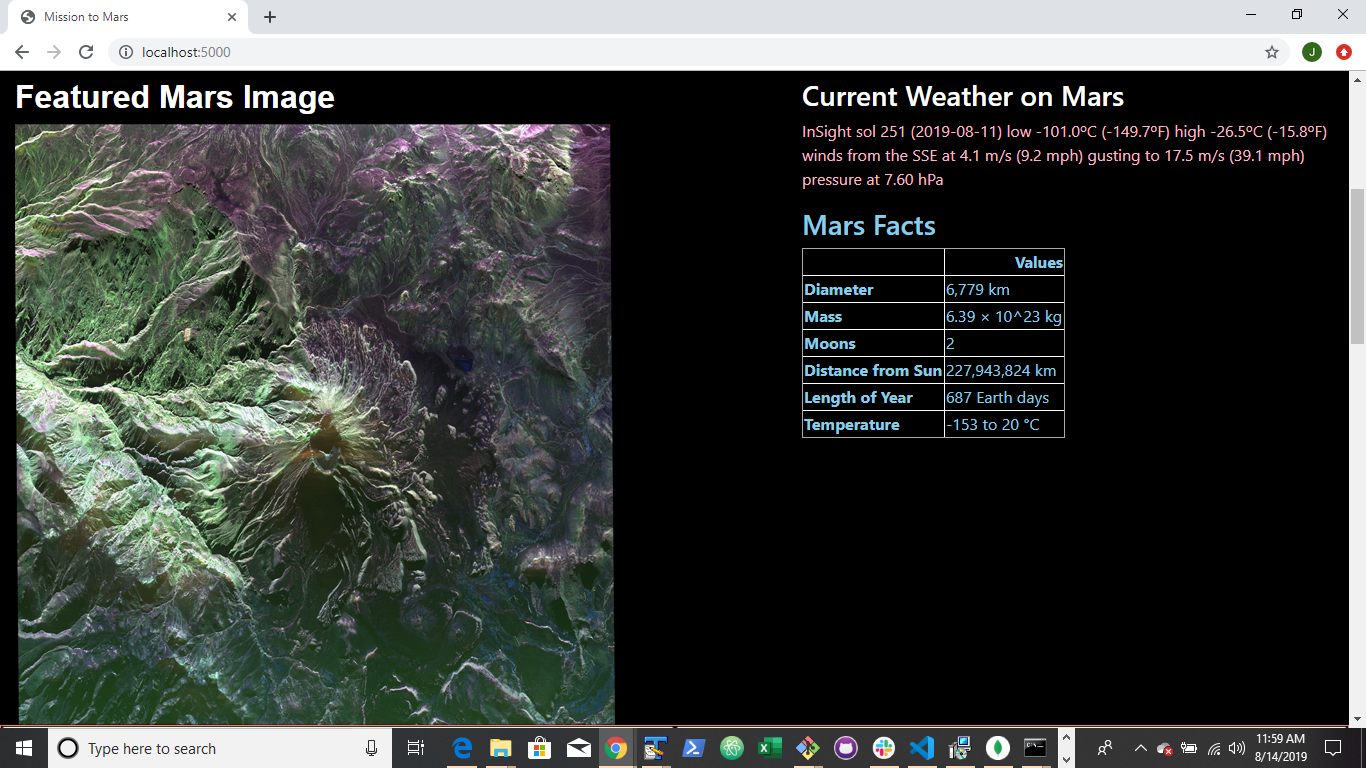 Mission to Mars
localhost:5000
J
Featured Mars Image
Current Weather on Mars
InSight sol 251 (2019-08-11) low -101.0ºC (-149.7ºF) high -26.5ºC (-15.8ºF)
winds from the SSE at 4.1 m/s (9.2 mph) gusting to 17.5 m/s (39.1 mph)
pressure at 7.60 hPa
Mars Facts
Values
Diameter 6,779 km
Mass 6.39 × 10^23 kg
Moons 2
Distance from Sun 227,943,824 km
Length of Year 687 Earth days
Temperature -153 to 20 °C
Type here to search
11:59 AM
8/14/2019